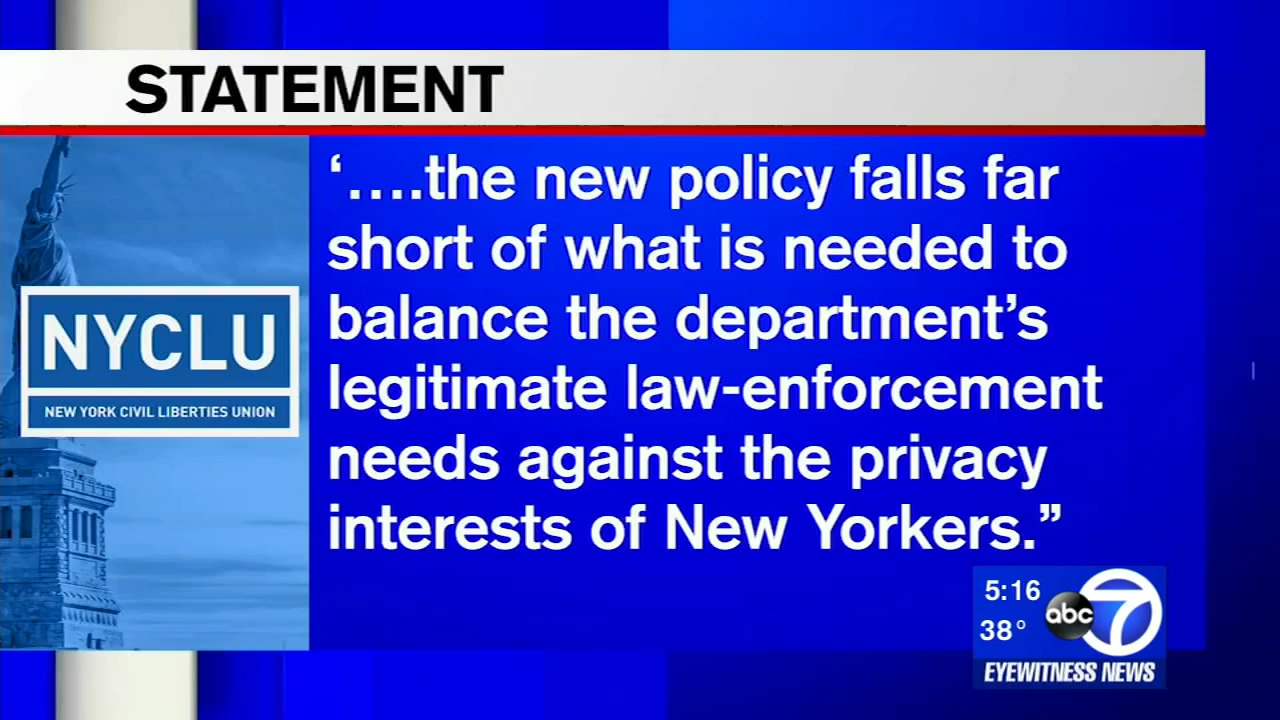 STATEMENT
‘....the new policy falls far
short of what is needed to
balance the department’s
legitimate law-enforcement
needs against the privacy
interests of New Yorkers.”
NYCLU
NEW YORK CIVIL LIBERTIES UNION
5:16
38°
abc 7
EYEWITNESS NEWS